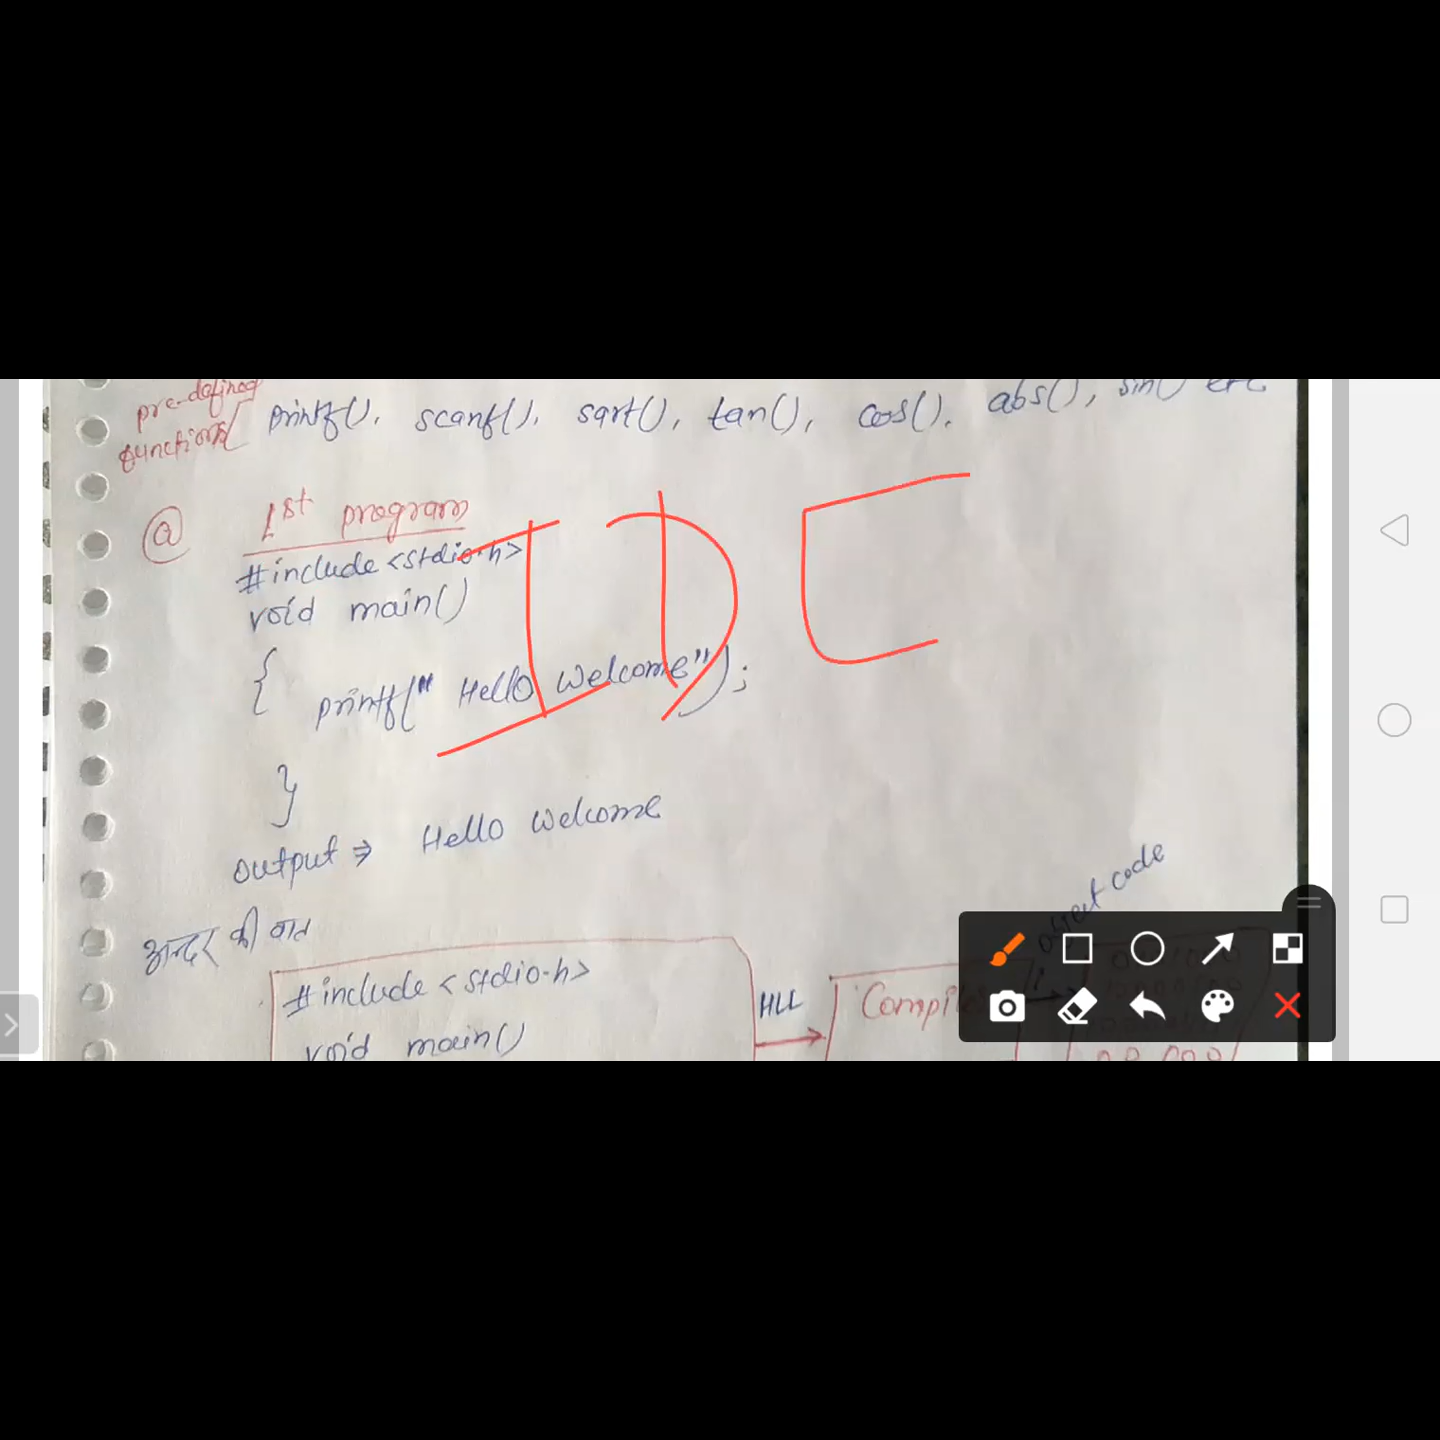 pre-defined
functions printf(), scanf(), sqrt(), tan(), cos(), abs(), sin() etc
(a) 1st program
#include <stdio.h>
void main()
{
printf(" Hello Welcome");
}
output ⇒ Hello Welcome
IDC
अन्दर की बात
object code
#include <stdio.h>
HLL
void main()